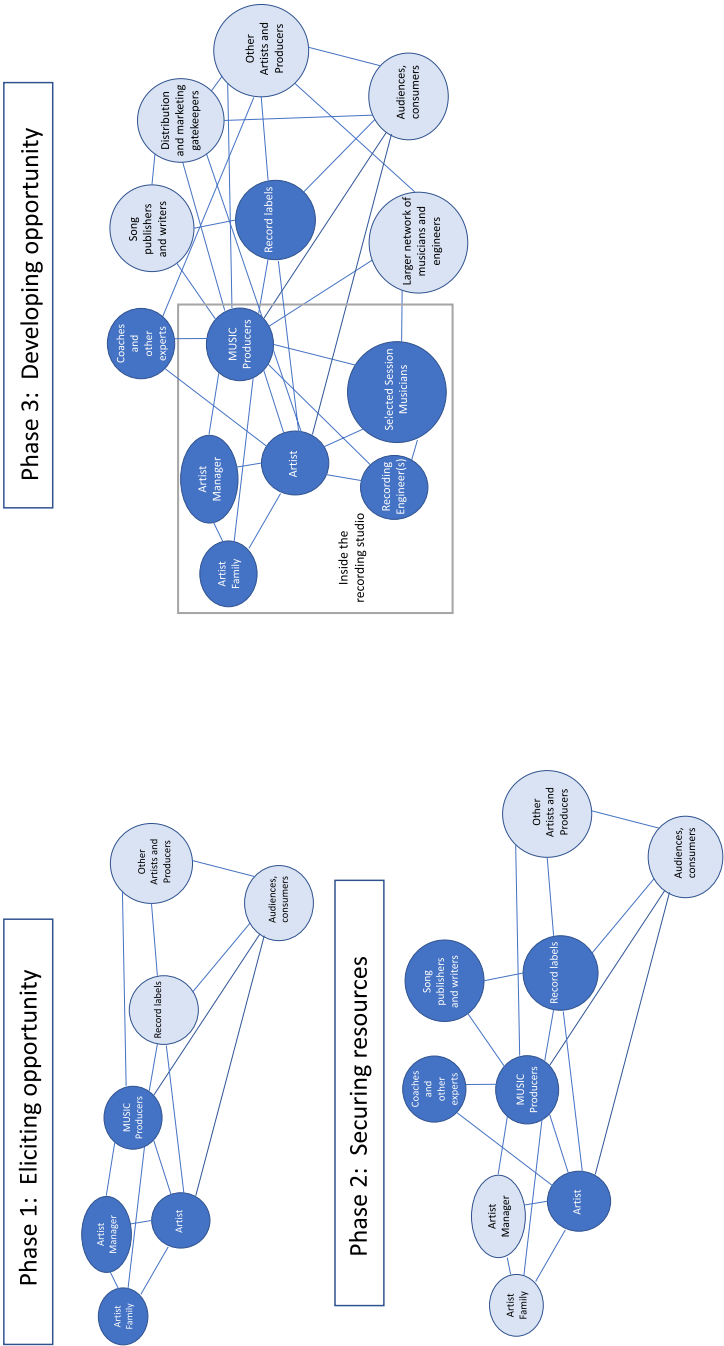 Phase 1:  Eliciting opportunity
Artist
Family
Artist
Manager
Artist
MUSIC
Producers
Record labels
Other
Artists and
Producers
Audiences,
consumers
Phase 2:  Securing resources
Artist
Family
Artist
Manager
Artist
Coaches
and
other
experts
MUSIC
Producers
Song
publishers
and writers
Record labels
Other
Artists and
Producers
Audiences,
consumers
Phase 3:  Developing opportunity
Artist
Family
Artist
Manager
Artist
Inside the
recording studio
Recording
Engineer(s)
Selected Session
Musicians
Coaches
and
other
experts
MUSIC
Producers
Song
publishers
and writers
Record labels
Larger network of
musicians and
engineers
Distribution
and marketing
gatekeepers
Other
Artists and
Producers
Audiences,
consumers